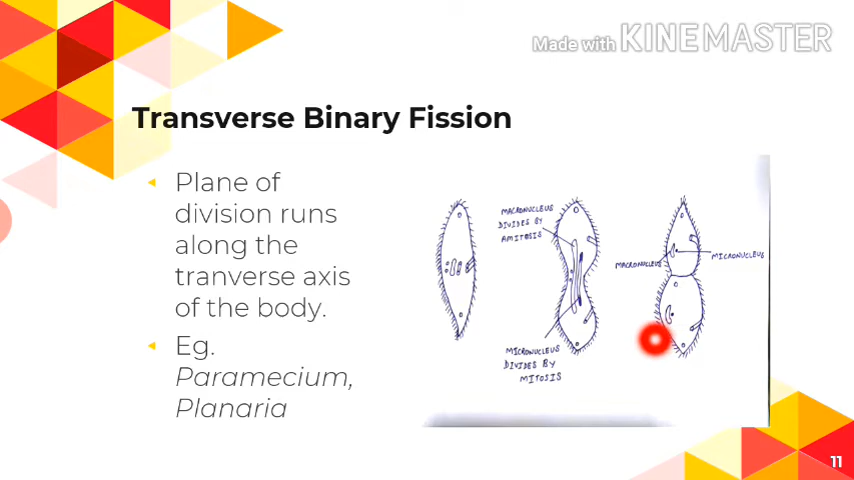 Made with KINEMASTER
Transverse Binary Fission
Plane of
division runs
along the
tranverse axis
of the body.
Eg.
Paramecium,
Planaria
MACRONUCLEUS
DIVIDES BY
AMITOSIS
MICRONUCLEUS
DIVIDES BY
MITOSIS
MACRONUCLEUS
MICRONUCLEUS
11